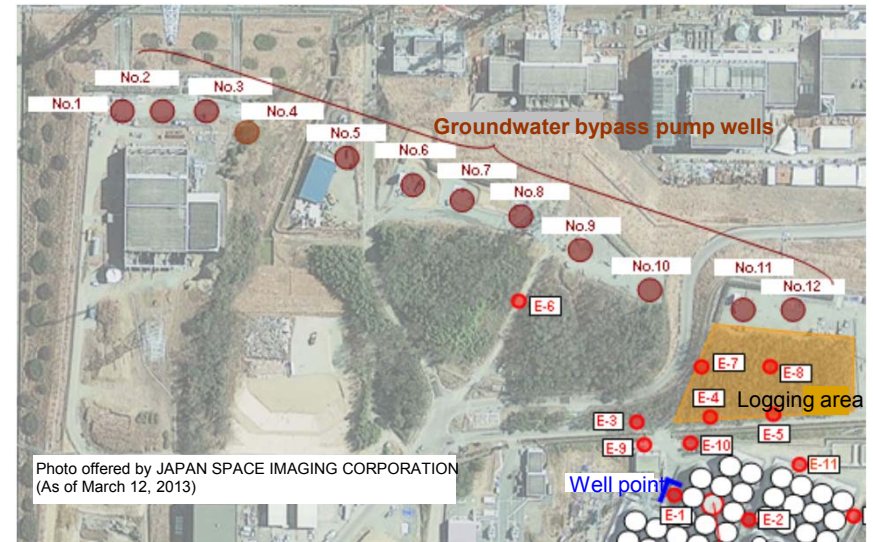 No.2
No.3
No.1
No.4
Groundwater bypass pump wells
No.5
No.6
No.7
No.8
No.9
No.10
No.11
No.12
E-6
E-7
E-8
Logging area
E-4
E-3
E-5
E-9
E-10
E-11
Photo offered by JAPAN SPACE IMAGING CORPORATION
(As of March 12, 2013)
Well point
E-1
E-2